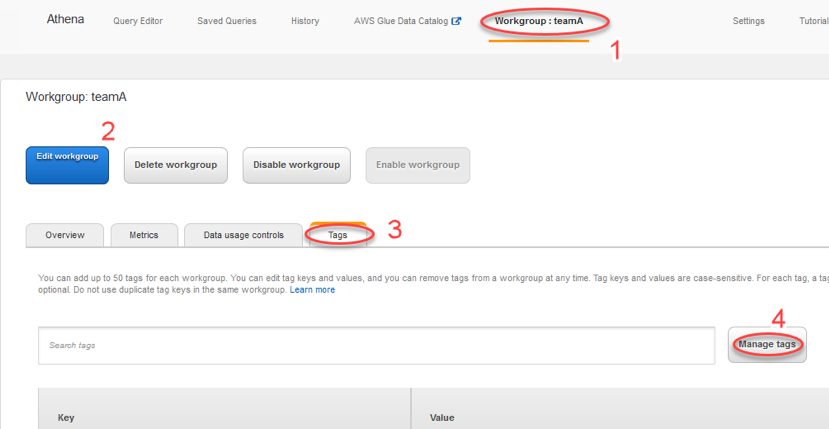 Athena Query Editor Saved Queries History AWS Glue Data Catalog Workgroup : teamA Settings Tutorial
1
Workgroup: teamA
2
Edit workgroup Delete workgroup Disable workgroup Enable workgroup
Overview Metrics Data usage controls Tags 3
You can add up to 50 tags for each workgroup. You can edit tag keys and values, and you can remove tags from a workgroup at any time. Tag keys and values are case-sensitive. For each tag, a tag
optional. Do not use duplicate tag keys in the same workgroup. Learn more
4
Search tags Manage tags
Key Value